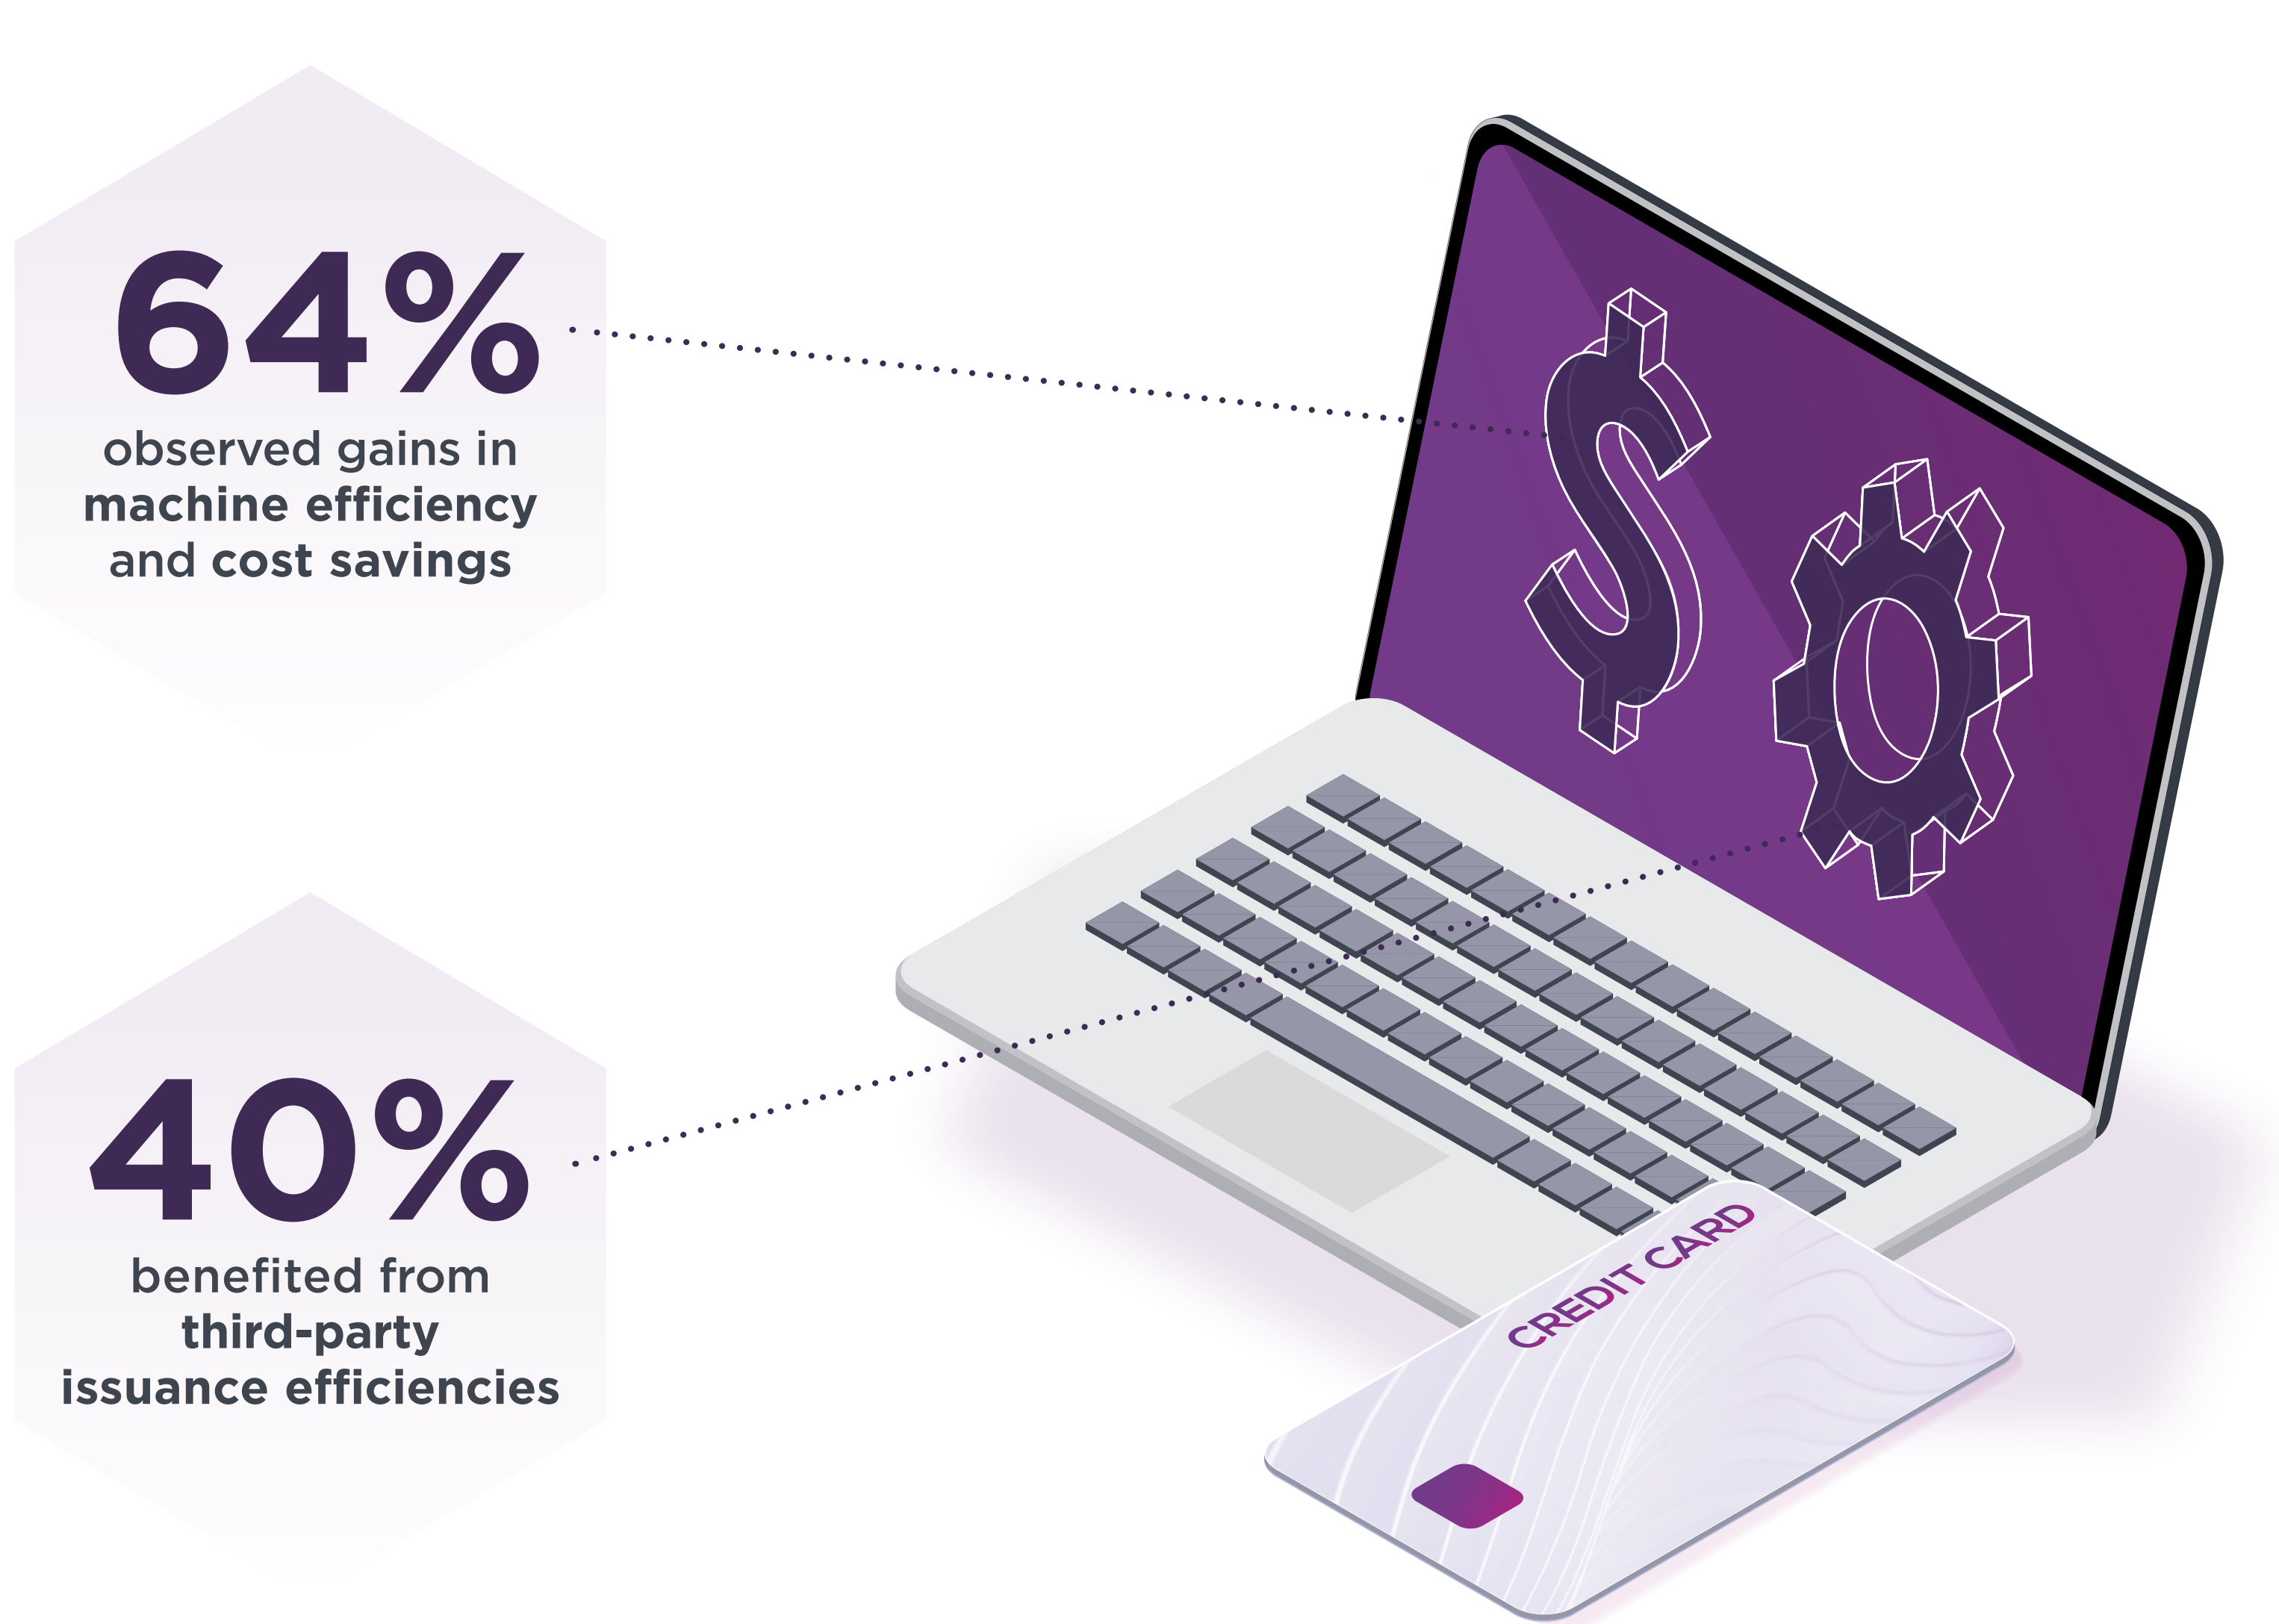 64%
observed gains in
machine efficiency
and cost savings
40%
benefited from
third-party
issuance efficiencies
CREDIT CARD